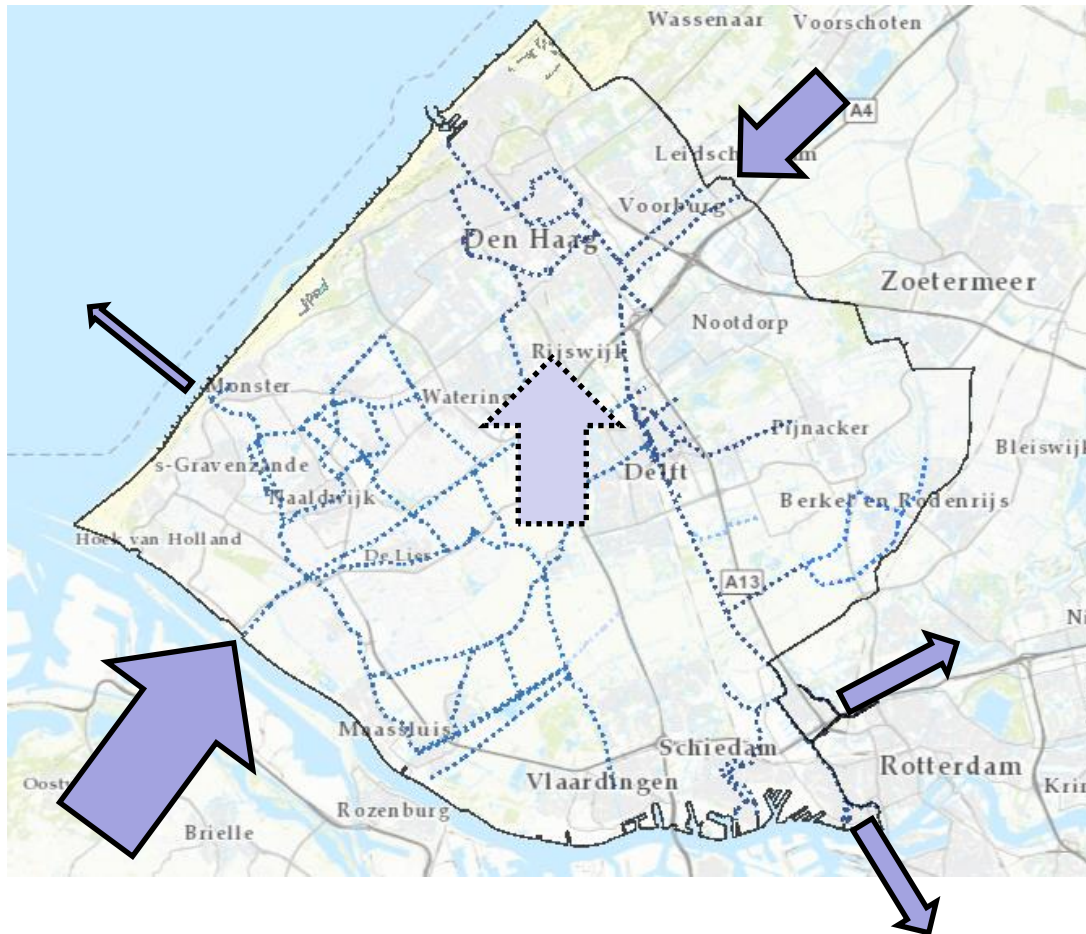 Wassenaar
Voorschoten
A4
Voorburg
Den Haag
Zoetermeer
Nootdorp
Rijswijk
Monster
Watering
Pijnacker
Bleiswijk
s-Gravenzande
Delft
Naaldwijk
Berkel en Rodenrijs
Hoek van Holland
De Lier
A13
Maassluis
Schiedam
Vlaardingen
Rotterdam
Rozenburg
Brielle